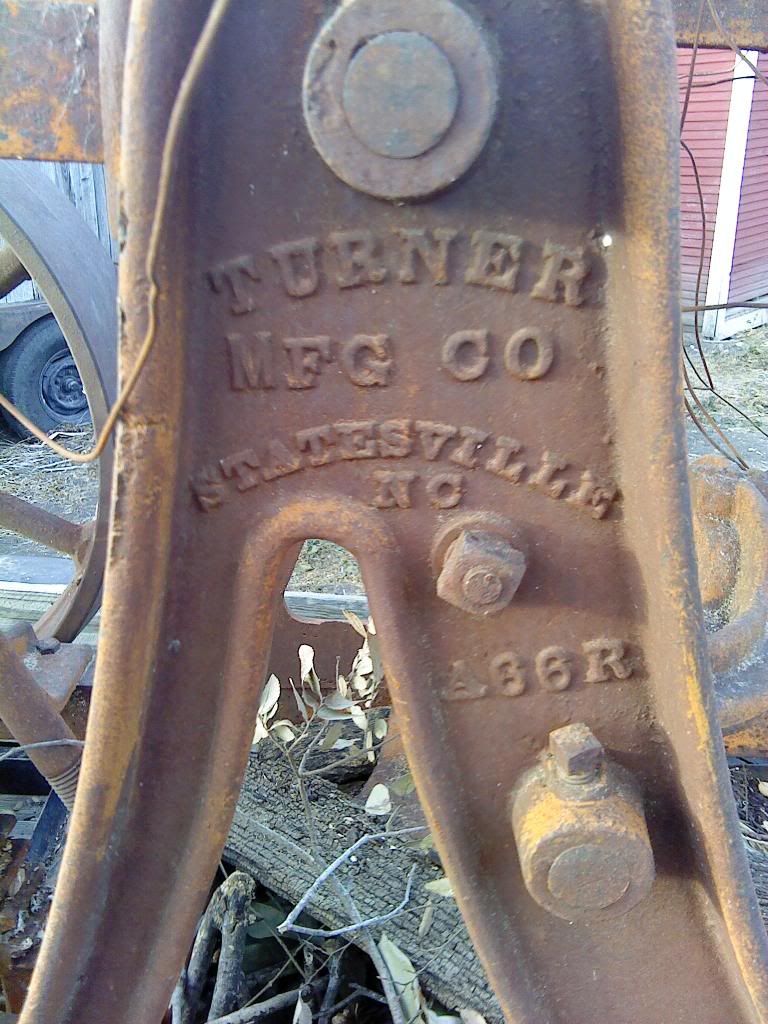 TURNER
MFG CO
STATESVILLE
NC
A36R